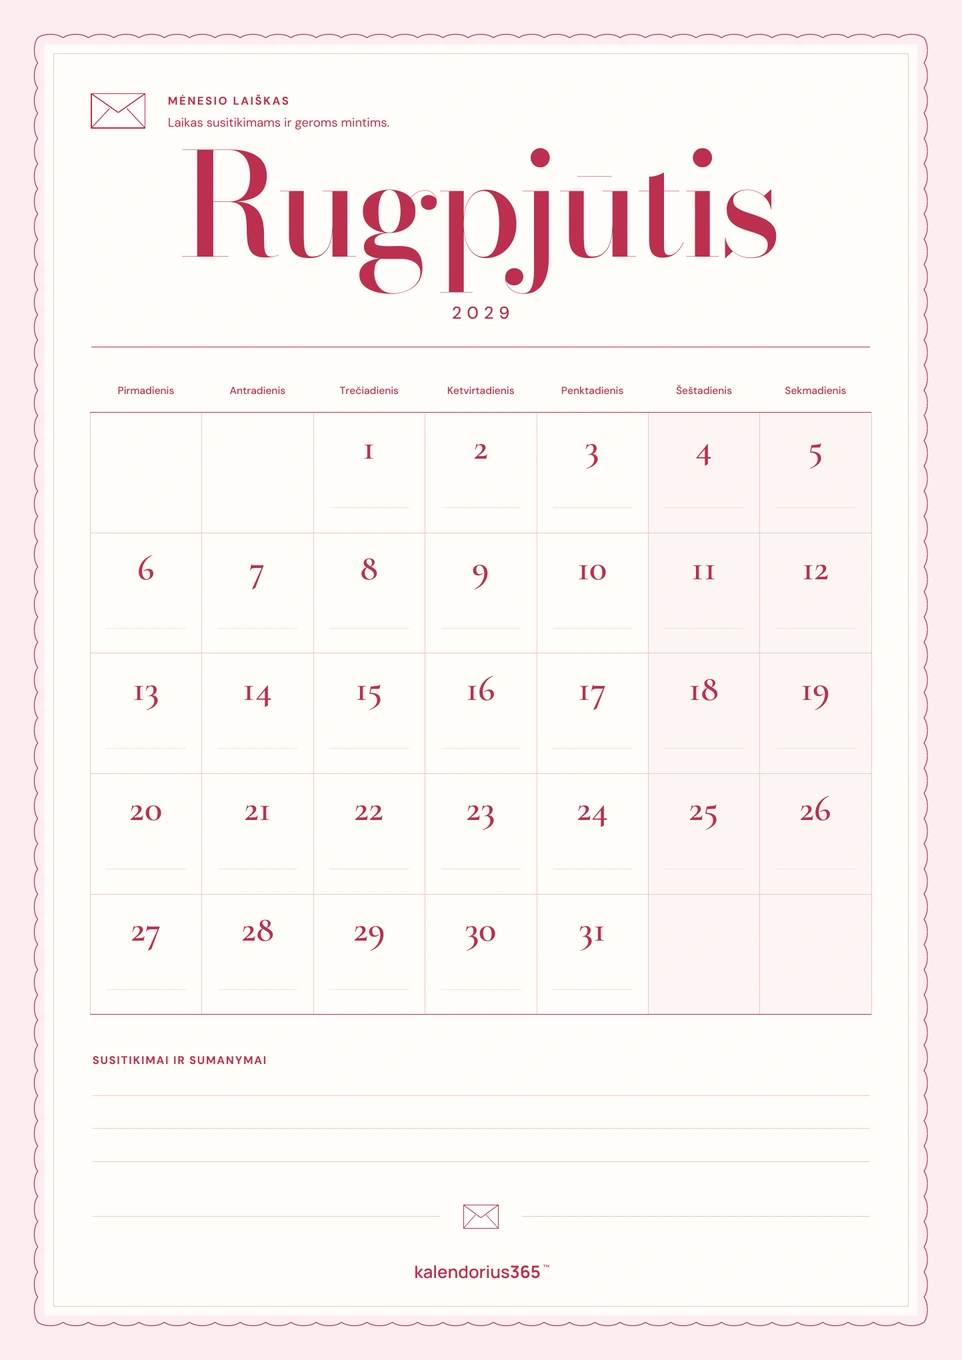 MĖNESIO LAIŠKAS
Laikas susitikimams ir geroms mintims.
Rugpjūtis
2029
Pirmadienis Antradienis Trečiadienis Ketvirtadienis Penktadienis Šeštadienis Sekmadienis
1 2 3 4 5
6 7 8 9 10 11 12
13 14 15 16 17 18 19
20 21 22 23 24 25 26
27 28 29 30 31
SUSITIKIMAI IR SUMANYMAI
kalendorius365™